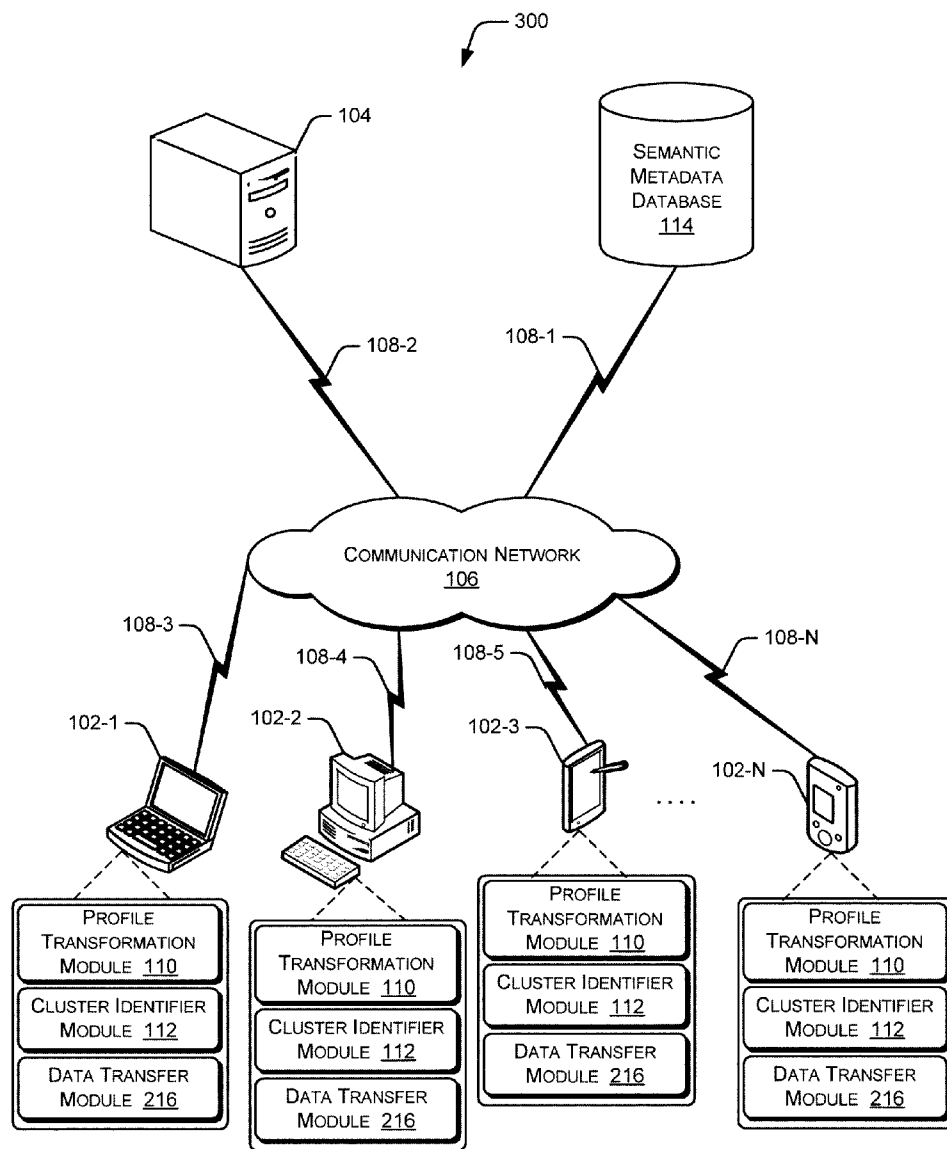 300
104
SEMANTIC
METADATA
DATABASE
114
108-2
108-1
COMMUNICATION NETWORK
106
108-3
108-4
108-5
108-N
102-1
102-2
102-3
102-N
....
PROFILE
TRANSFORMATION
MODULE 110
CLUSTER IDENTIFIER
MODULE 112
DATA TRANSFER
MODULE 216
PROFILE
TRANSFORMATION
MODULE 110
CLUSTER IDENTIFIER
MODULE 112
DATA TRANSFER
MODULE 216
PROFILE
TRANSFORMATION
MODULE 110
CLUSTER IDENTIFIER
MODULE 112
DATA TRANSFER
MODULE 216
PROFILE
TRANSFORMATION
MODULE 110
CLUSTER IDENTIFIER
MODULE 112
DATA TRANSFER
MODULE 216